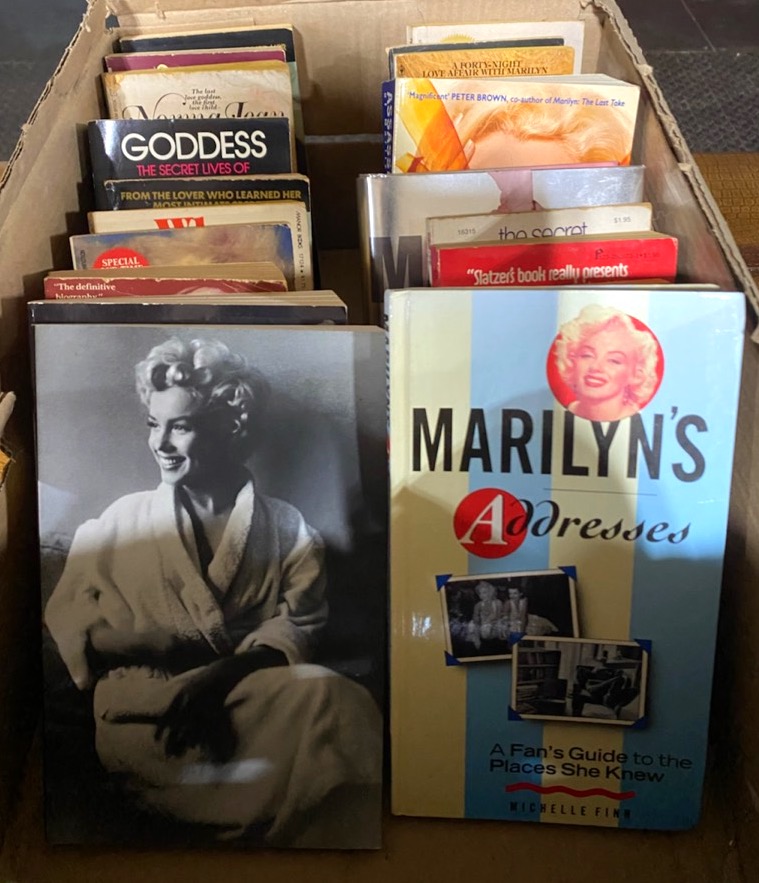 The last
love goddess,
the first
love child.
Norma Jean
GODDESS
THE SECRET LIVES OF
FROM THE LOVER WHO LEARNED HER
SPECIAL
"The definitive
biography."
A FORTY-NIGHT
LOVE AFFAIR WITH MARILYN
'Magnificent' PETER BROWN, co-author of Marilyn: The Last Take
16315
$1.95
the secret
"Slatzer's book really presents
MARILYN'S
Addresses
A Fan's Guide to the
Places She Knew
MICHELLE FINN